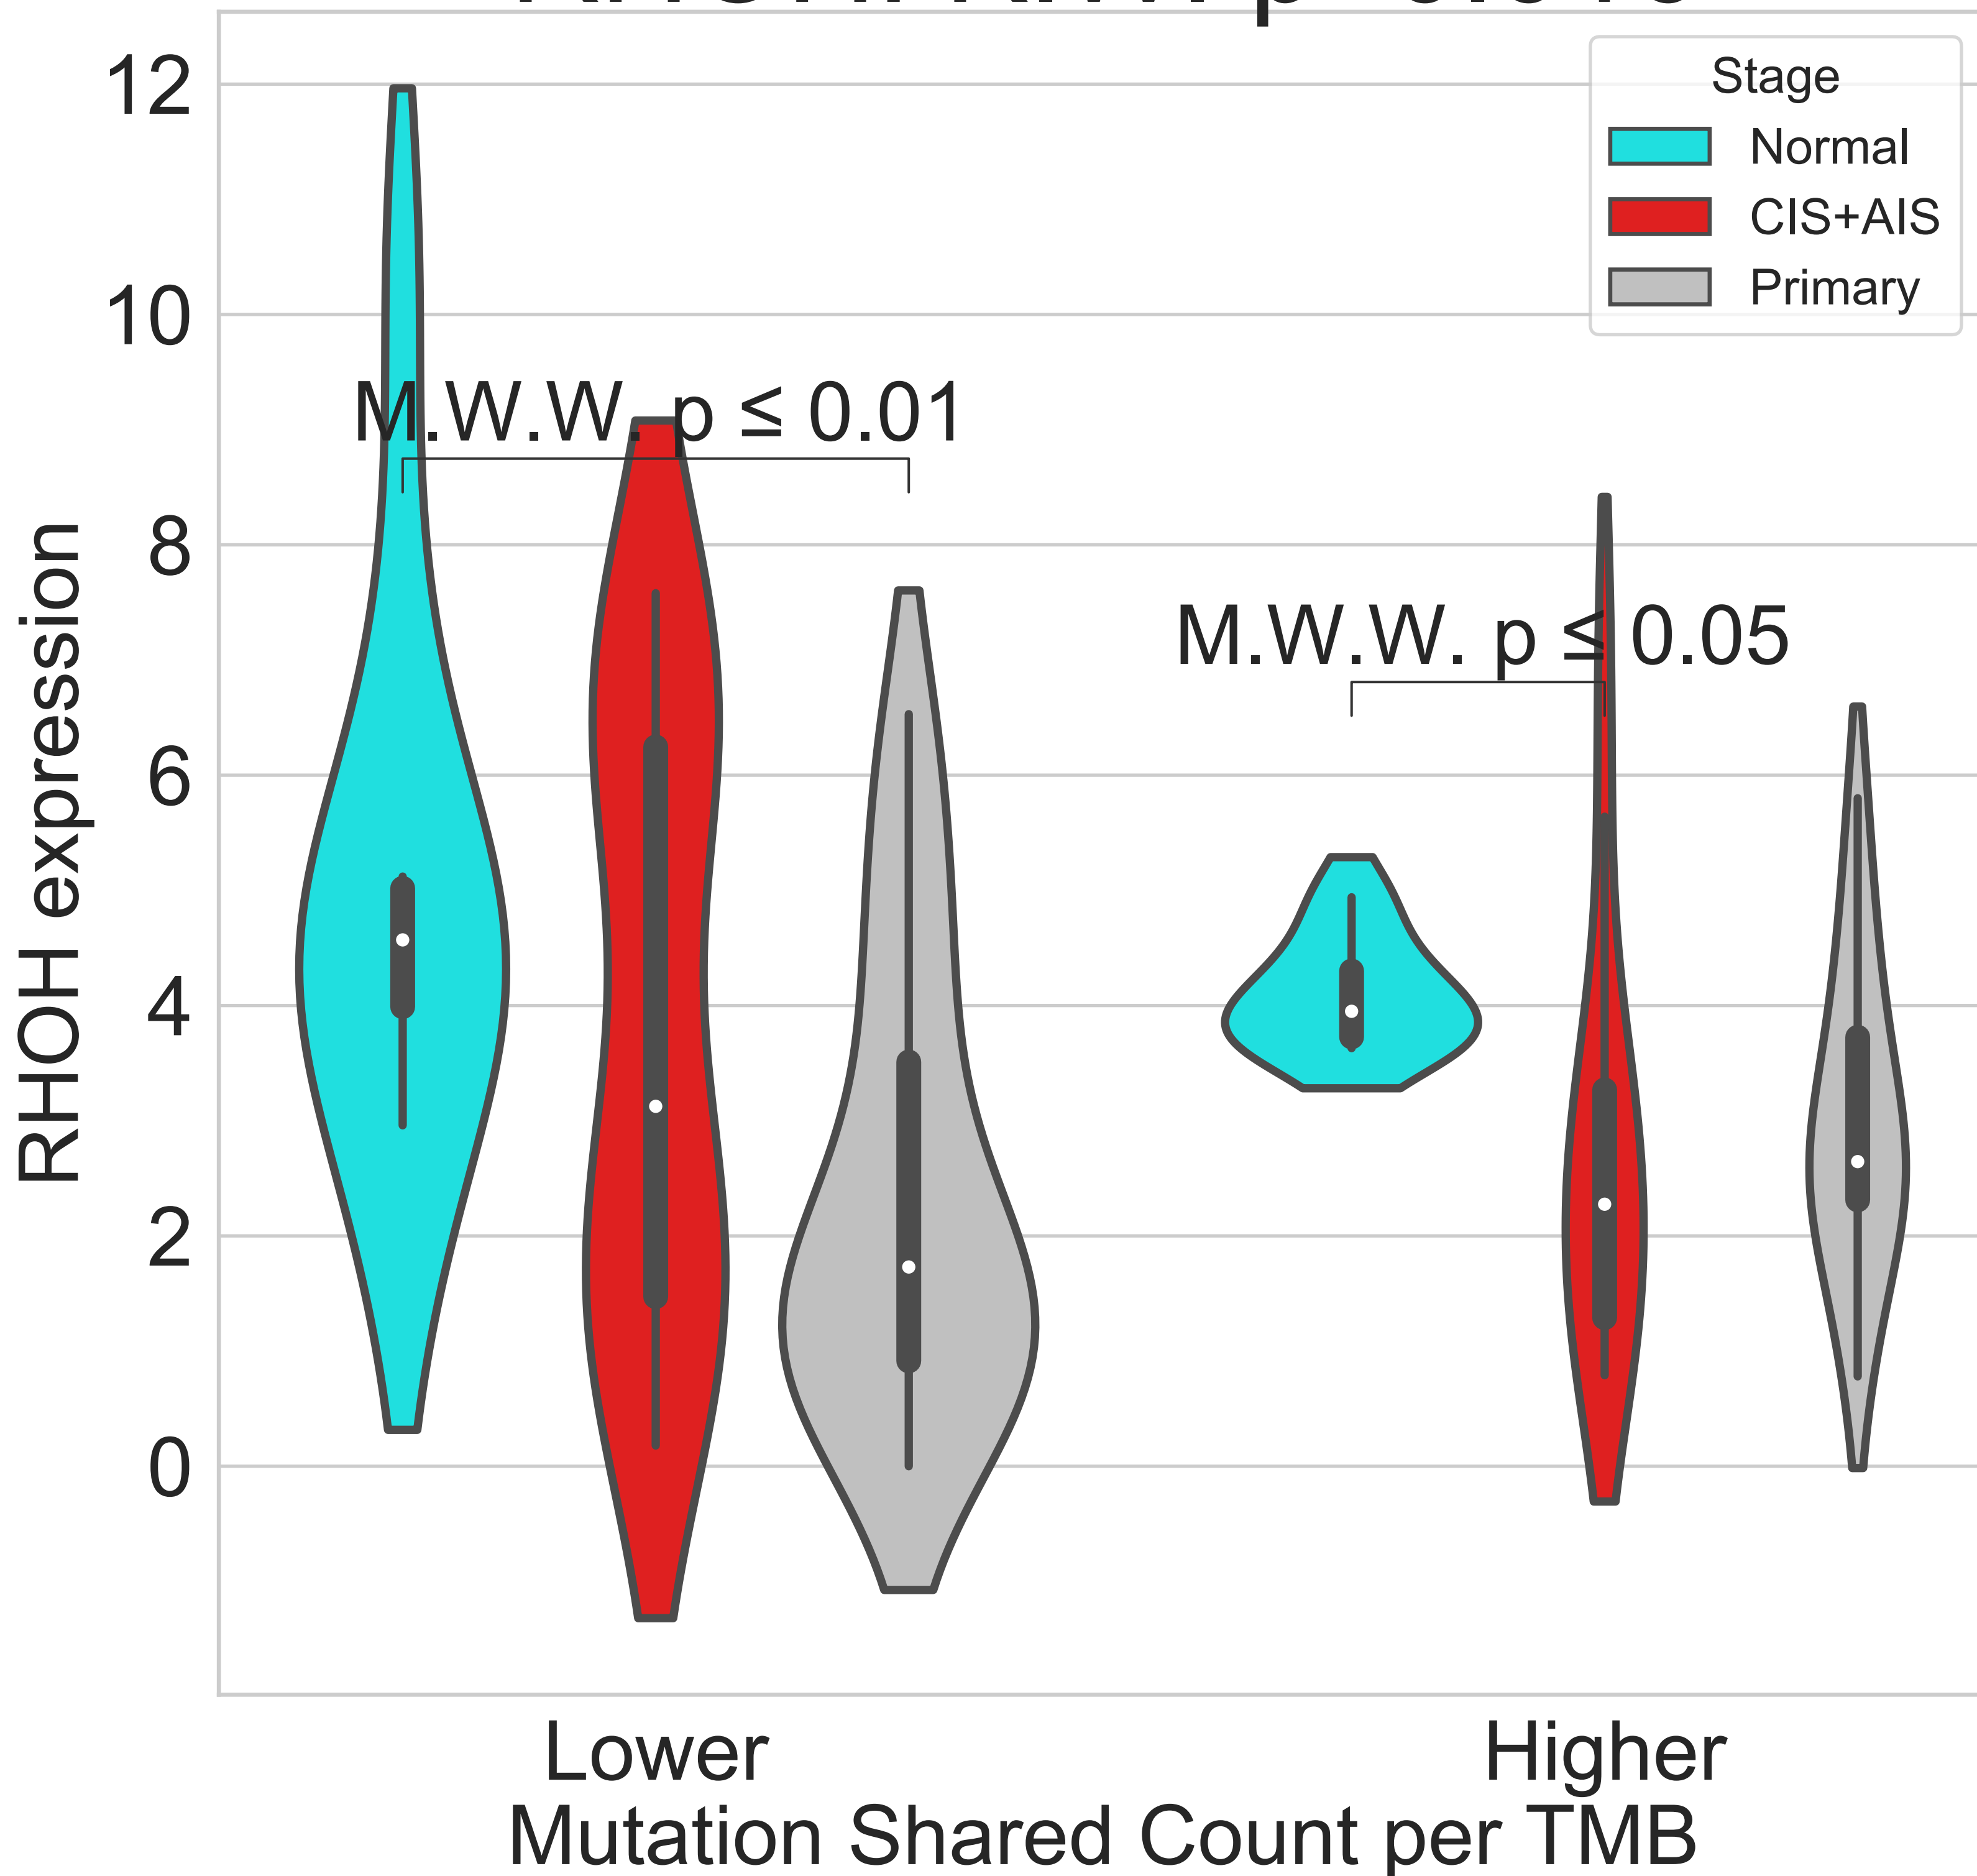 12
10
8
6
4
2
0
RHOH expression
Stage
Normal
CIS+AIS
Primary
M.W.W. p ≤ 0.01
M.W.W. p ≤ 0.05
Lower
Higher
Mutation Shared Count per TMB